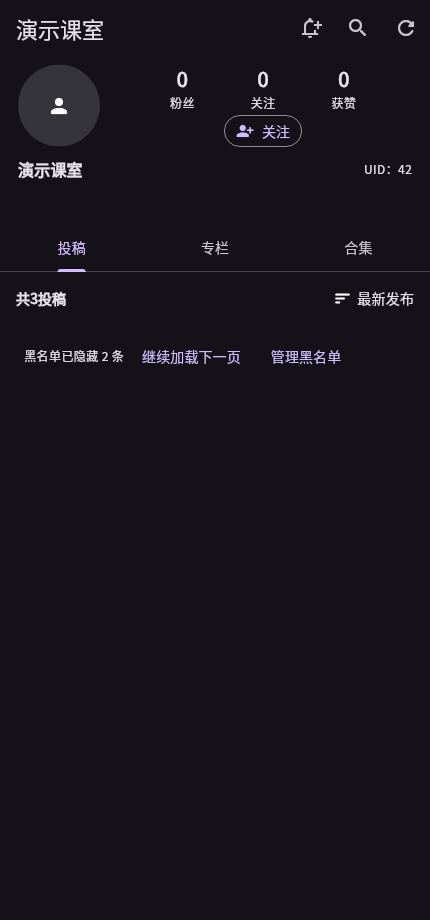 演示课室
0 0 0
粉丝 关注 获赞
关注
演示课室 UID: 42
投稿 专栏 合集
共3投稿 最新发布
黑名单已隐藏 2 条 继续加载下一页 管理黑名单